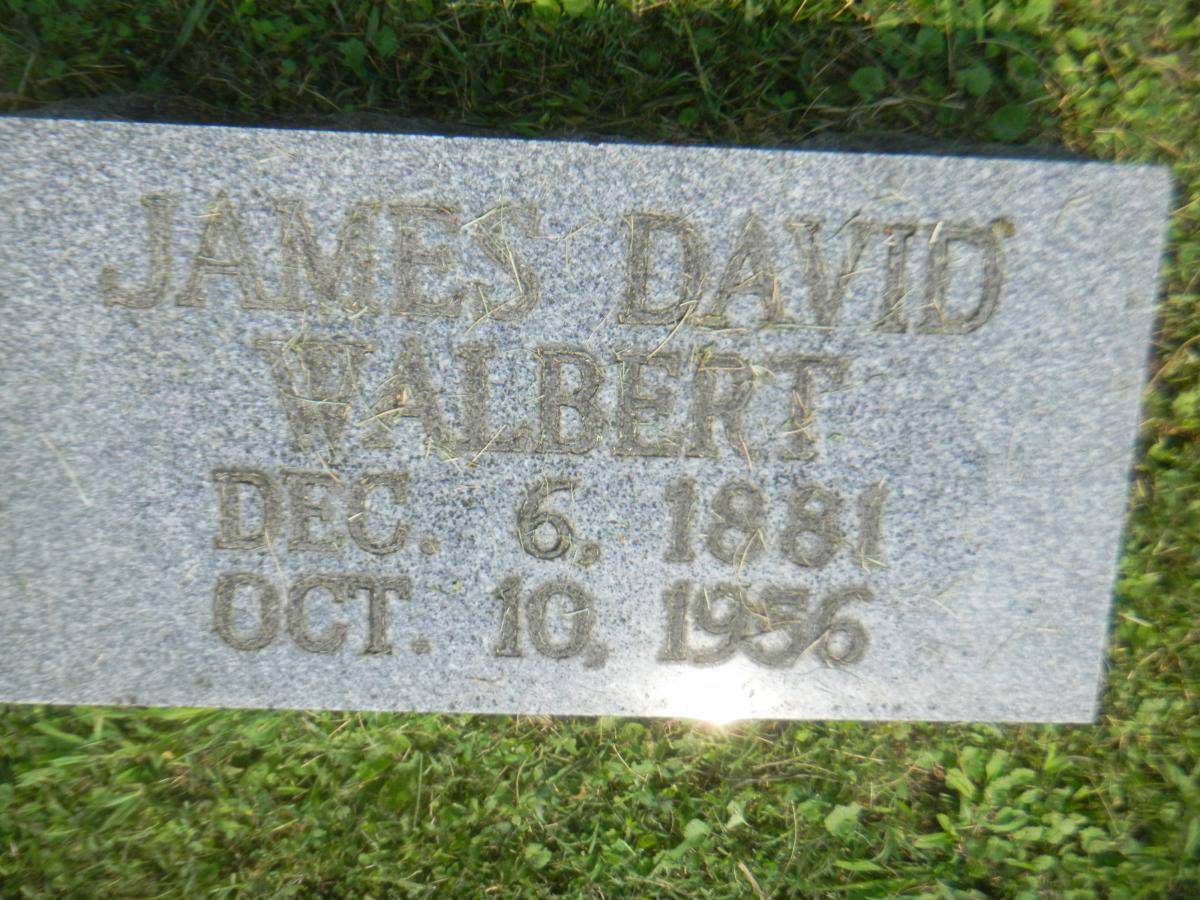 JAMES DAVID
WALBERT
DEC. 6, 1881
OCT. 10, 1956